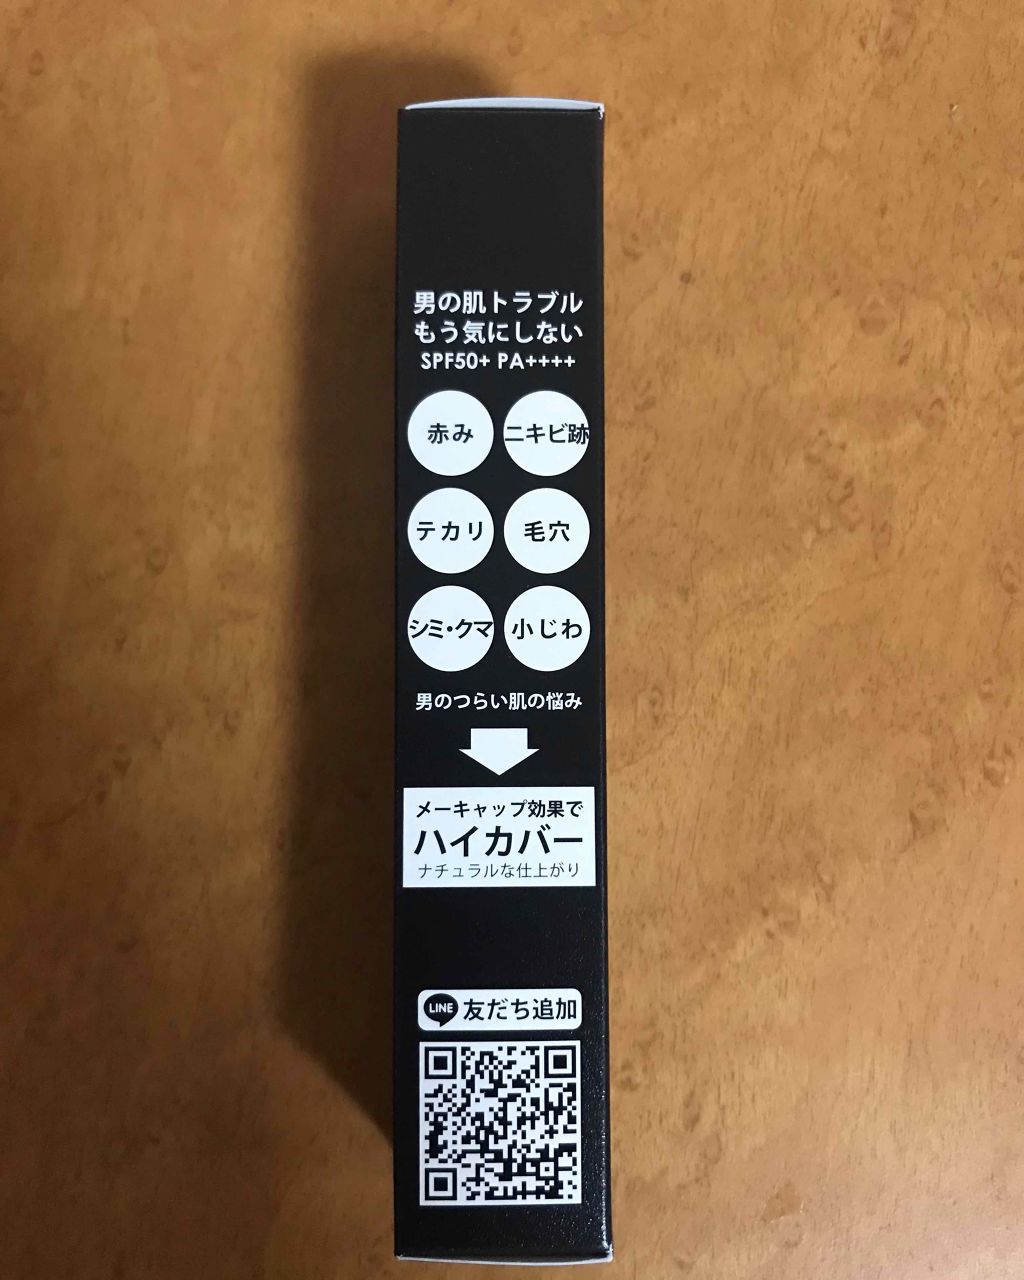 男の肌トラブル
もう気にしない
SPF50+ PA++++
赤み
ニキビ跡
テカリ
毛穴
シミ・クマ
小じわ
男のつらい肌の悩み
メーキャップ効果で
ハイカバー
ナチュラルな仕上がり
LINE 友だち追加